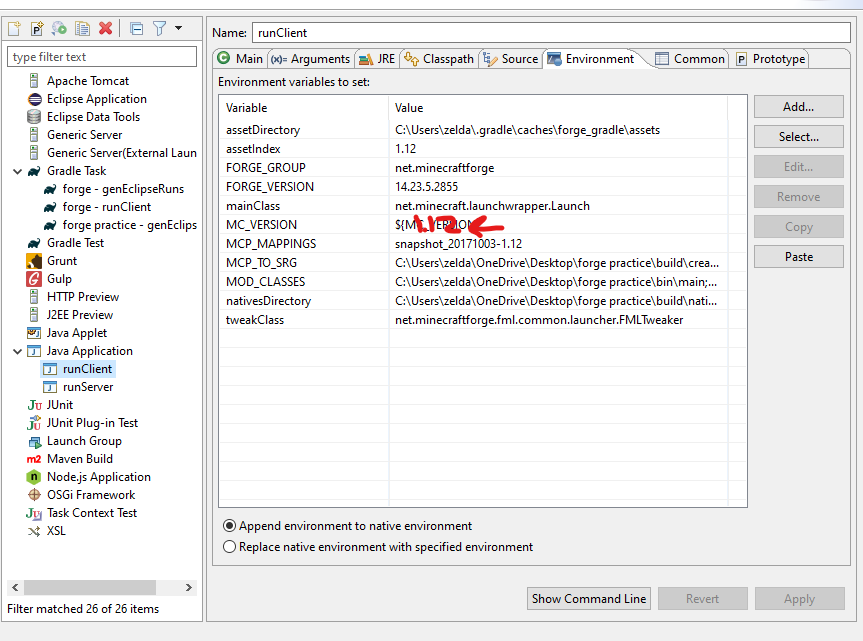 Name: runClient
type filter text
Apache Tomcat
Eclipse Application
Eclipse Data Tools
Generic Server
Generic Server(External Laun
Gradle Task
forge - genEclipseRuns
forge - runClient
forge practice - genEclips
Gradle Test
Grunt
Gulp
HTTP Preview
J2EE Preview
Java Applet
Java Application
runClient
runServer
JUnit
JUnit Plug-in Test
Launch Group
Maven Build
Node.js Application
OSGi Framework
Task Context Test
XSL
Filter matched 26 of 26 items
Main (x)= Arguments JRE Classpath Source Environment Common Prototype
Environment variables to set:
Variable Value
assetDirectory C:\Users\zelda\.gradle\caches\forge_gradle\assets
assetIndex 1.12
FORGE_GROUP net.minecraftforge
FORGE_VERSION 14.23.5.2855
mainClass net.minecraft.launchwrapper.Launch
MC_VERSION ${MC_VERSION
1.12
MCP_MAPPINGS snapshot_20171003-1.12
MCP_TO_SRG C:\Users\zelda\OneDrive\Desktop\forge practice\build\crea...
MOD_CLASSES C:\Users\zelda\OneDrive\Desktop\forge practice\bin\main;...
nativesDirectory C:\Users\zelda\OneDrive\Desktop\forge practice\build\nati...
tweakClass net.minecraftforge.fml.common.launcher.FMLTweaker
Add...
Select...
Edit...
Remove
Copy
Paste
Append environment to native environment
Replace native environment with specified environment
Show Command Line Revert Apply